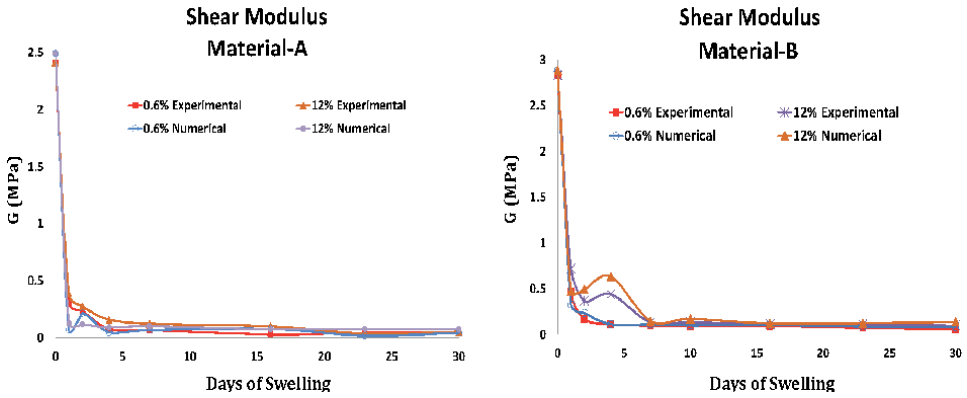 Shear Modulus
Material-A
2.5
2
1.5
1
0.5
0
G (MPa)
0.6% Experimental
12% Experimental
0.6% Numerical
12% Numerical
0 5 10 15 20 25 30
Days of Swelling
Shear Modulus
Material-B
3
2.5
2
1.5
1
0.5
0
G (MPa)
0.6% Experimental
12% Experimental
0.6% Numerical
12% Numerical
0 5 10 15 20 25 30
Days of Swelling